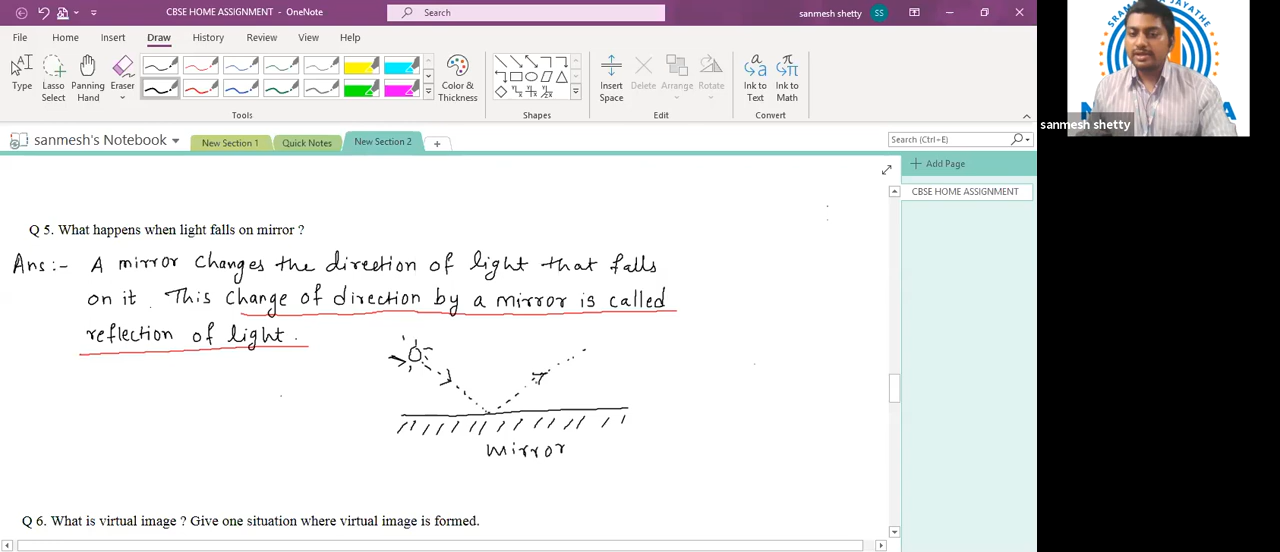 CBSE HOME ASSIGNMENT - OneNote
Search
sanmesh shetty
SS
File Home Insert Draw History Review View Help
Type
Lasso Select
Panning Hand
Eraser
Color & Thickness
Insert Space
Delete
Arrange
Rotate
Ink to Text
Ink to Math
Tools
Shapes
Edit
Convert
sanmesh's Notebook
New Section 1
Quick Notes
New Section 2
Search (Ctrl+E)
Add Page
CBSE HOME ASSIGNMENT
SRAM
A JAYATHE
sanmesh shetty
Q 5. What happens when light falls on mirror ?
Ans :- A mirror changes the direction of light that falls
on it. This change of direction by a mirror is called
reflection of light.
Mirror
Q 6. What is virtual image ? Give one situation where virtual image is formed.